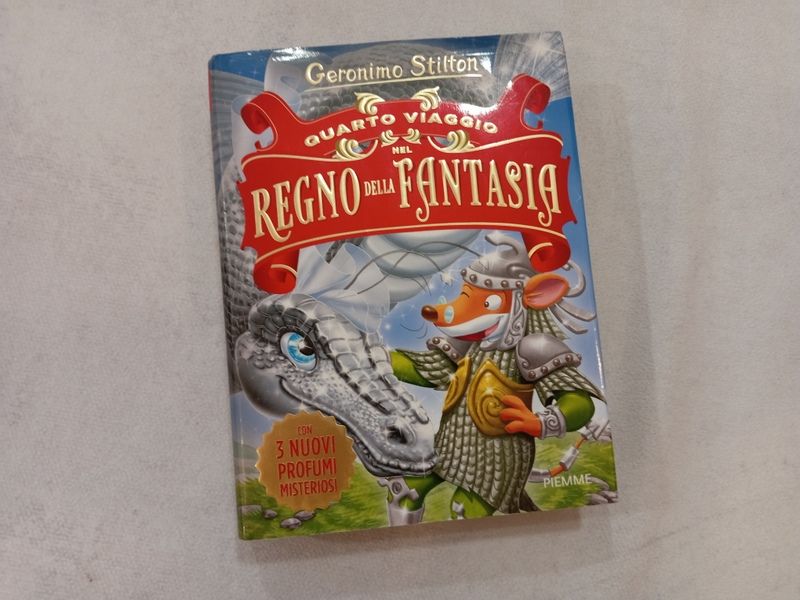 Geronimo Stilton
QUARTO VIAGGIO
NEL
REGNO DELLA FANTASIA
CON
3 NUOVI
PROFUMI
MISTERIOSI
PIEMME